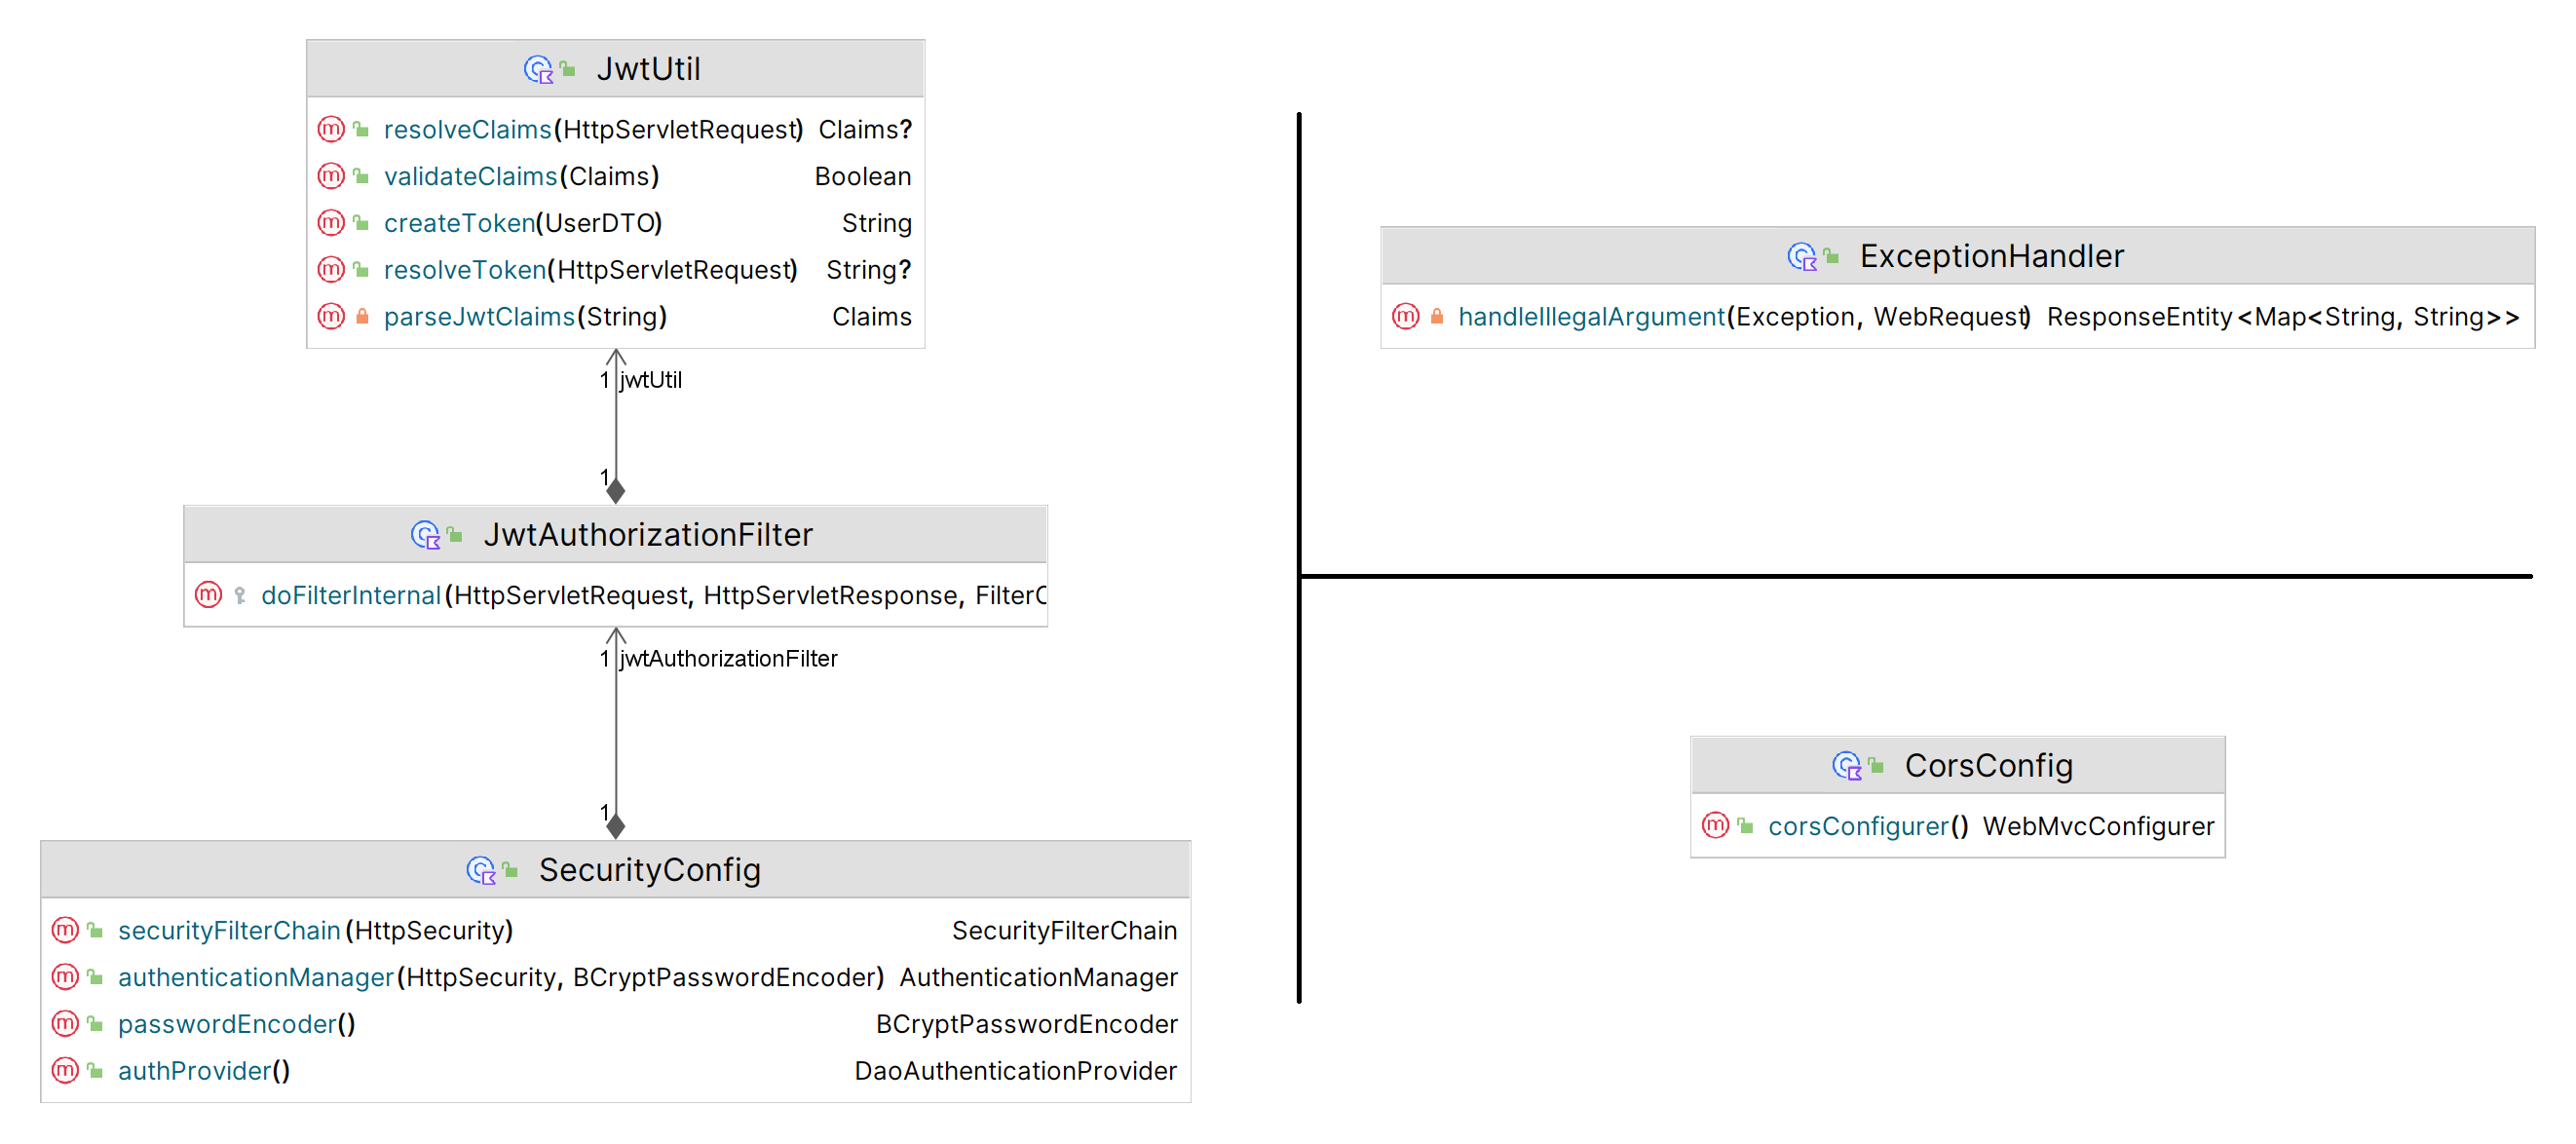 JwtUtil
resolveClaims(HttpServletRequest) Claims?
validateClaims(Claims) Boolean
createToken(UserDTO) String
resolveToken(HttpServletRequest) String?
parseJwtClaims(String) Claims
1 jwtUtil
1
JwtAuthorizationFilter
doFilterInternal(HttpServletRequest, HttpServletResponse, FilterC
1 jwtAuthorizationFilter
1
SecurityConfig
securityFilterChain(HttpSecurity) SecurityFilterChain
authenticationManager(HttpSecurity, BCryptPasswordEncoder) AuthenticationManager
passwordEncoder() BCryptPasswordEncoder
authProvider() DaoAuthenticationProvider
ExceptionHandler
handleIllegalArgument(Exception, WebRequest) ResponseEntity<Map<String, String>>
CorsConfig
corsConfigurer() WebMvcConfigurer